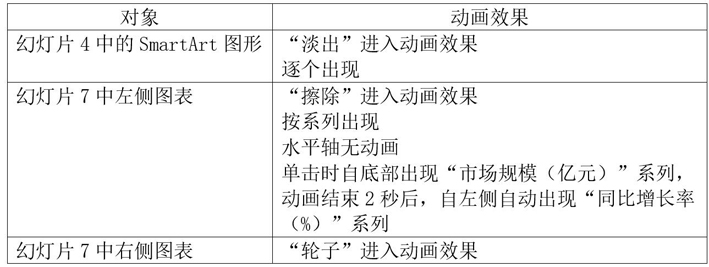 对象 动画效果
幻灯片 4 中的 SmartArt 图形 “淡出”进入动画效果
逐个出现
幻灯片 7 中左侧图表 “擦除”进入动画效果
按系列出现
水平轴无动画
单击时自底部出现“市场规模（亿元）”系列，
动画结束 2 秒后，自左侧自动出现“同比增长率
（%）”系列
幻灯片 7 中右侧图表 “轮子”进入动画效果